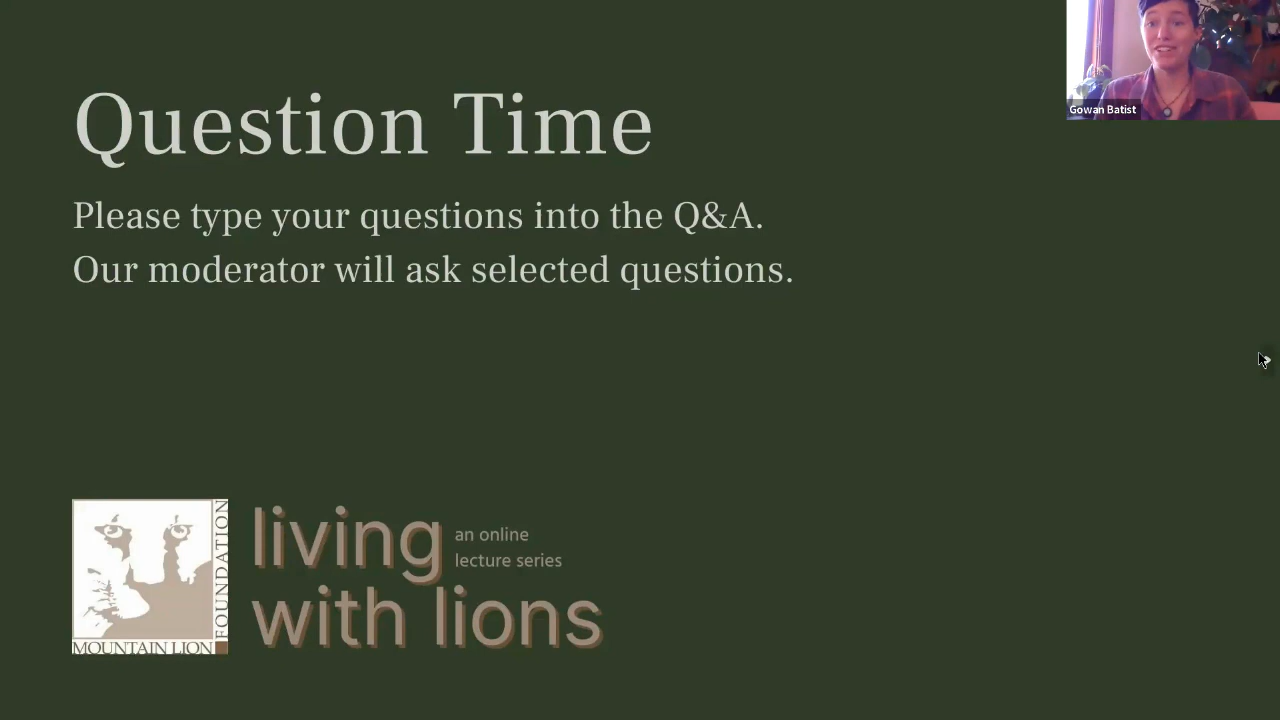 Question Time
Gowan Batist
Please type your questions into the Q&A.
Our moderator will ask selected questions.
MOUNTAIN LION
FOUNDATION
living
an online
lecture series
with lions